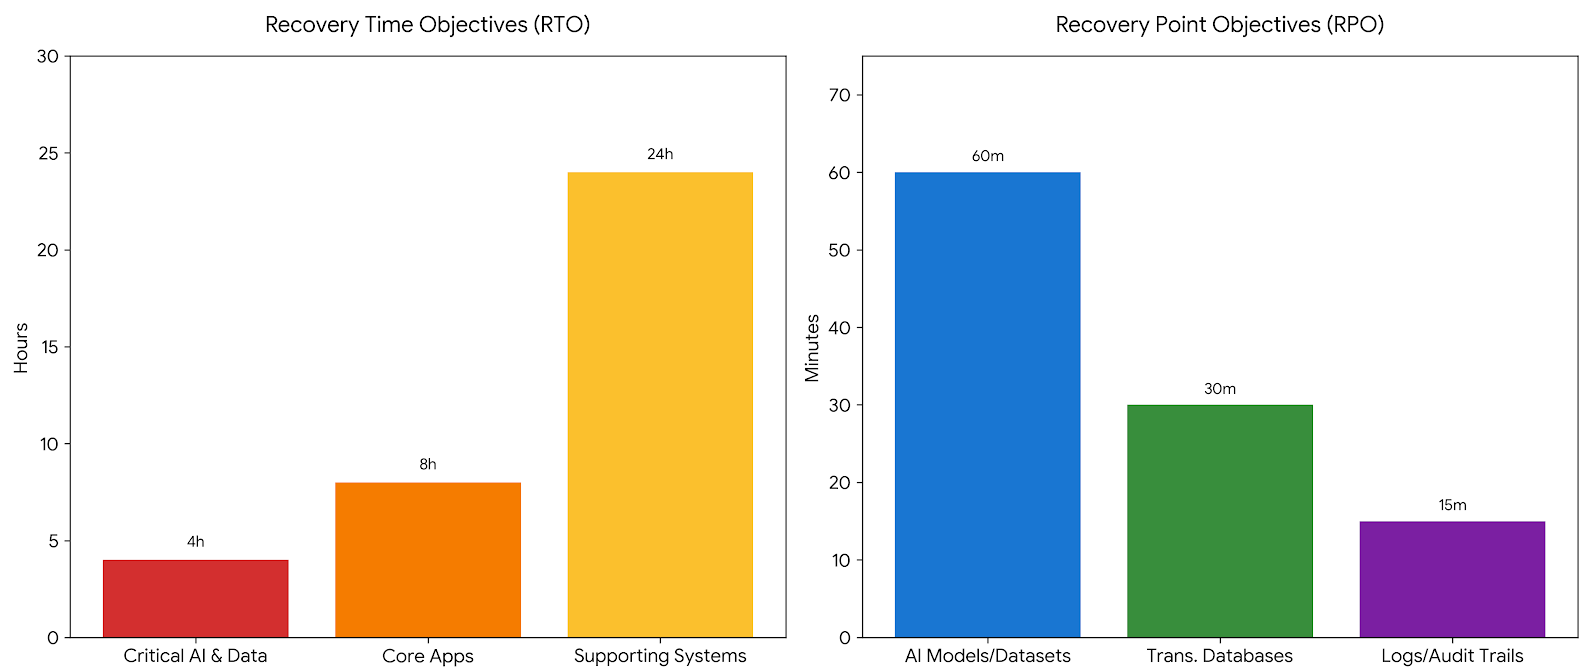 Recovery Time Objectives (RTO)
30
25
20
15
10
5
0
Hours
4h
8h
24h
Critical AI & Data
Core Apps
Supporting Systems
Recovery Point Objectives (RPO)
70
60
50
40
30
20
10
0
Minutes
60m
30m
15m
AI Models/Datasets
Trans. Databases
Logs/Audit Trails